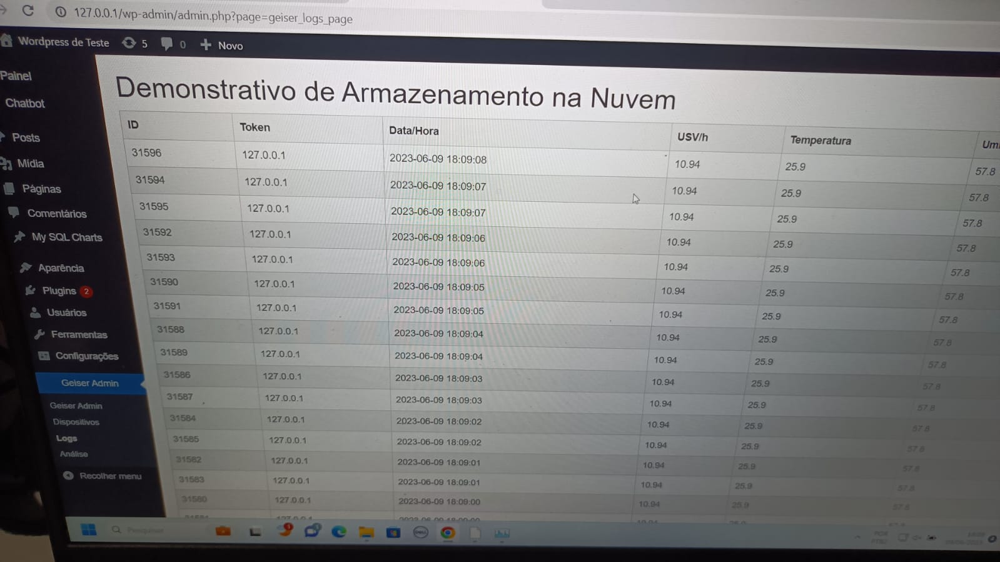 127.0.0.1/wp-admin/admin.php?page=geiser_logs_page
Wordpress de Teste 5 0 Novo
Painel
Chatbot
Posts
Mídia
Páginas
Comentários
My SQL Charts
Aparência
Plugins 2
Usuários
Ferramentas
Configurações
Geiser Admin
Geiser Admin
Dispositivos
Logs
Análise
Recolher menu
Demonstrativo de Armazenamento na Nuvem
ID Token Data/Hora USV/h Temperatura
31596 127.0.0.1 2023-06-09 18:09:08 10.94 25.9 57.8
31594 127.0.0.1 2023-06-09 18:09:07 10.94 25.9 57.8
31595 127.0.0.1 2023-06-09 18:09:07 10.94 25.9 57.8
31592 127.0.0.1 2023-06-09 18:09:06 10.94 25.9 57.8
31593 127.0.0.1 2023-06-09 18:09:06 10.94 25.9 57.8
31590 127.0.0.1 2023-06-09 18:09:05 10.94 25.9 57.8
31591 127.0.0.1 2023-06-09 18:09:05 10.94 25.9 57.8
31588 127.0.0.1 2023-06-09 18:09:04 10.94 25.9 57.8
31589 127.0.0.1 2023-06-09 18:09:04 10.94 25.9 57.8
31586 127.0.0.1 2023-06-09 18:09:03 10.94 25.9 57.8
31587 127.0.0.1 2023-06-09 18:09:03 10.94 25.9 57.8
31584 127.0.0.1 2023-06-09 18:09:02 10.94 25.9 57.8
31585 127.0.0.1 2023-06-09 18:09:02 10.94 25.9 57.8
31582 127.0.0.1 2023-06-09 18:09:01 10.94 25.9 57.8
31583 127.0.0.1 2023-06-09 18:09:01 10.94 25.9 57.8
31580 127.0.0.1 2023-06-09 18:09:00 10.94 25.9 57.8
Pesquisar
DELL
POR